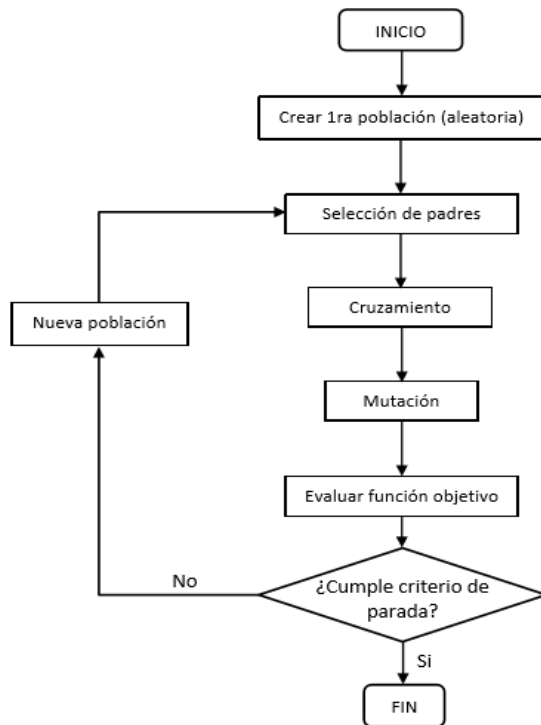 INICIO
Crear 1ra población (aleatoria)
Selección de padres
Cruzamiento
Nueva población
Mutación
Evaluar función objetivo
¿Cumple criterio de
parada?
No
Si
FIN